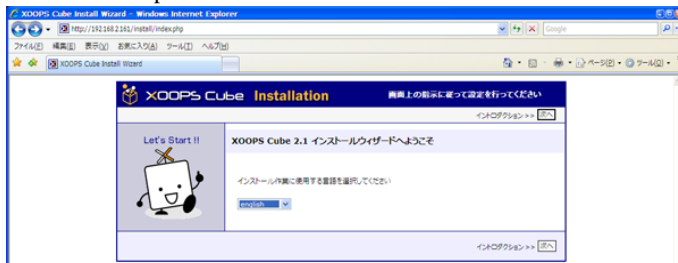 XOOPS Cube Install Wizard - Windows Internet Explorer
http://192.168.2.161/install/index.php
Google
ファイル(F) 編集(E) 表示(V) お気に入り(A) ツール(T) ヘルプ(H)
XOOPS Cube Install Wizard
ページ(P) ツール(O)
XOOPS Cube Installation 画面上の指示に従って設定を行ってください
イントロダクション >> 次へ
Let's Start !!
XOOPS Cube 2.1 インストールウィザードへようこそ
インストール作業に使用する言語を選択してください
english
イントロダクション >> 次へ